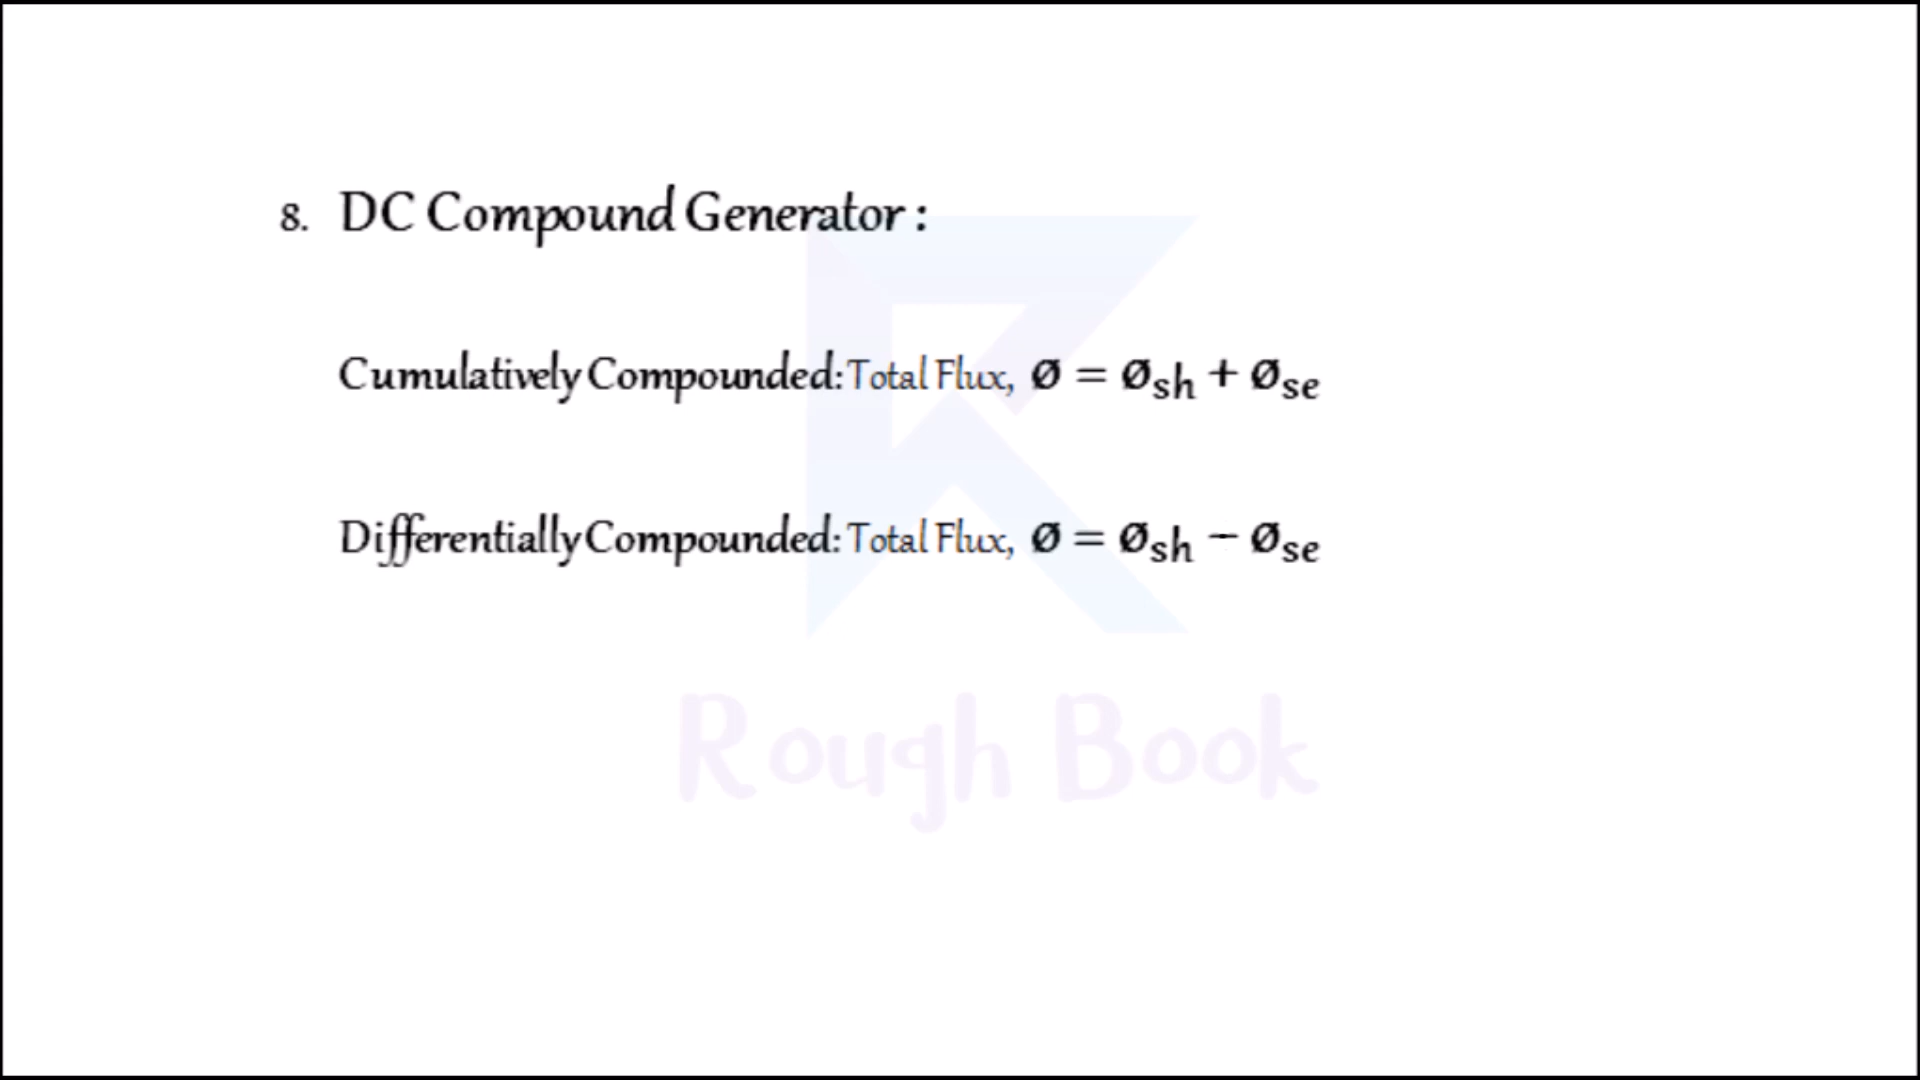 8. DC Compound Generator :
Cumulatively Compounded: Total Flux, Ø = Øsh + Øse
Differentially Compounded: Total Flux, Ø = Øsh − Øse
Rough Book